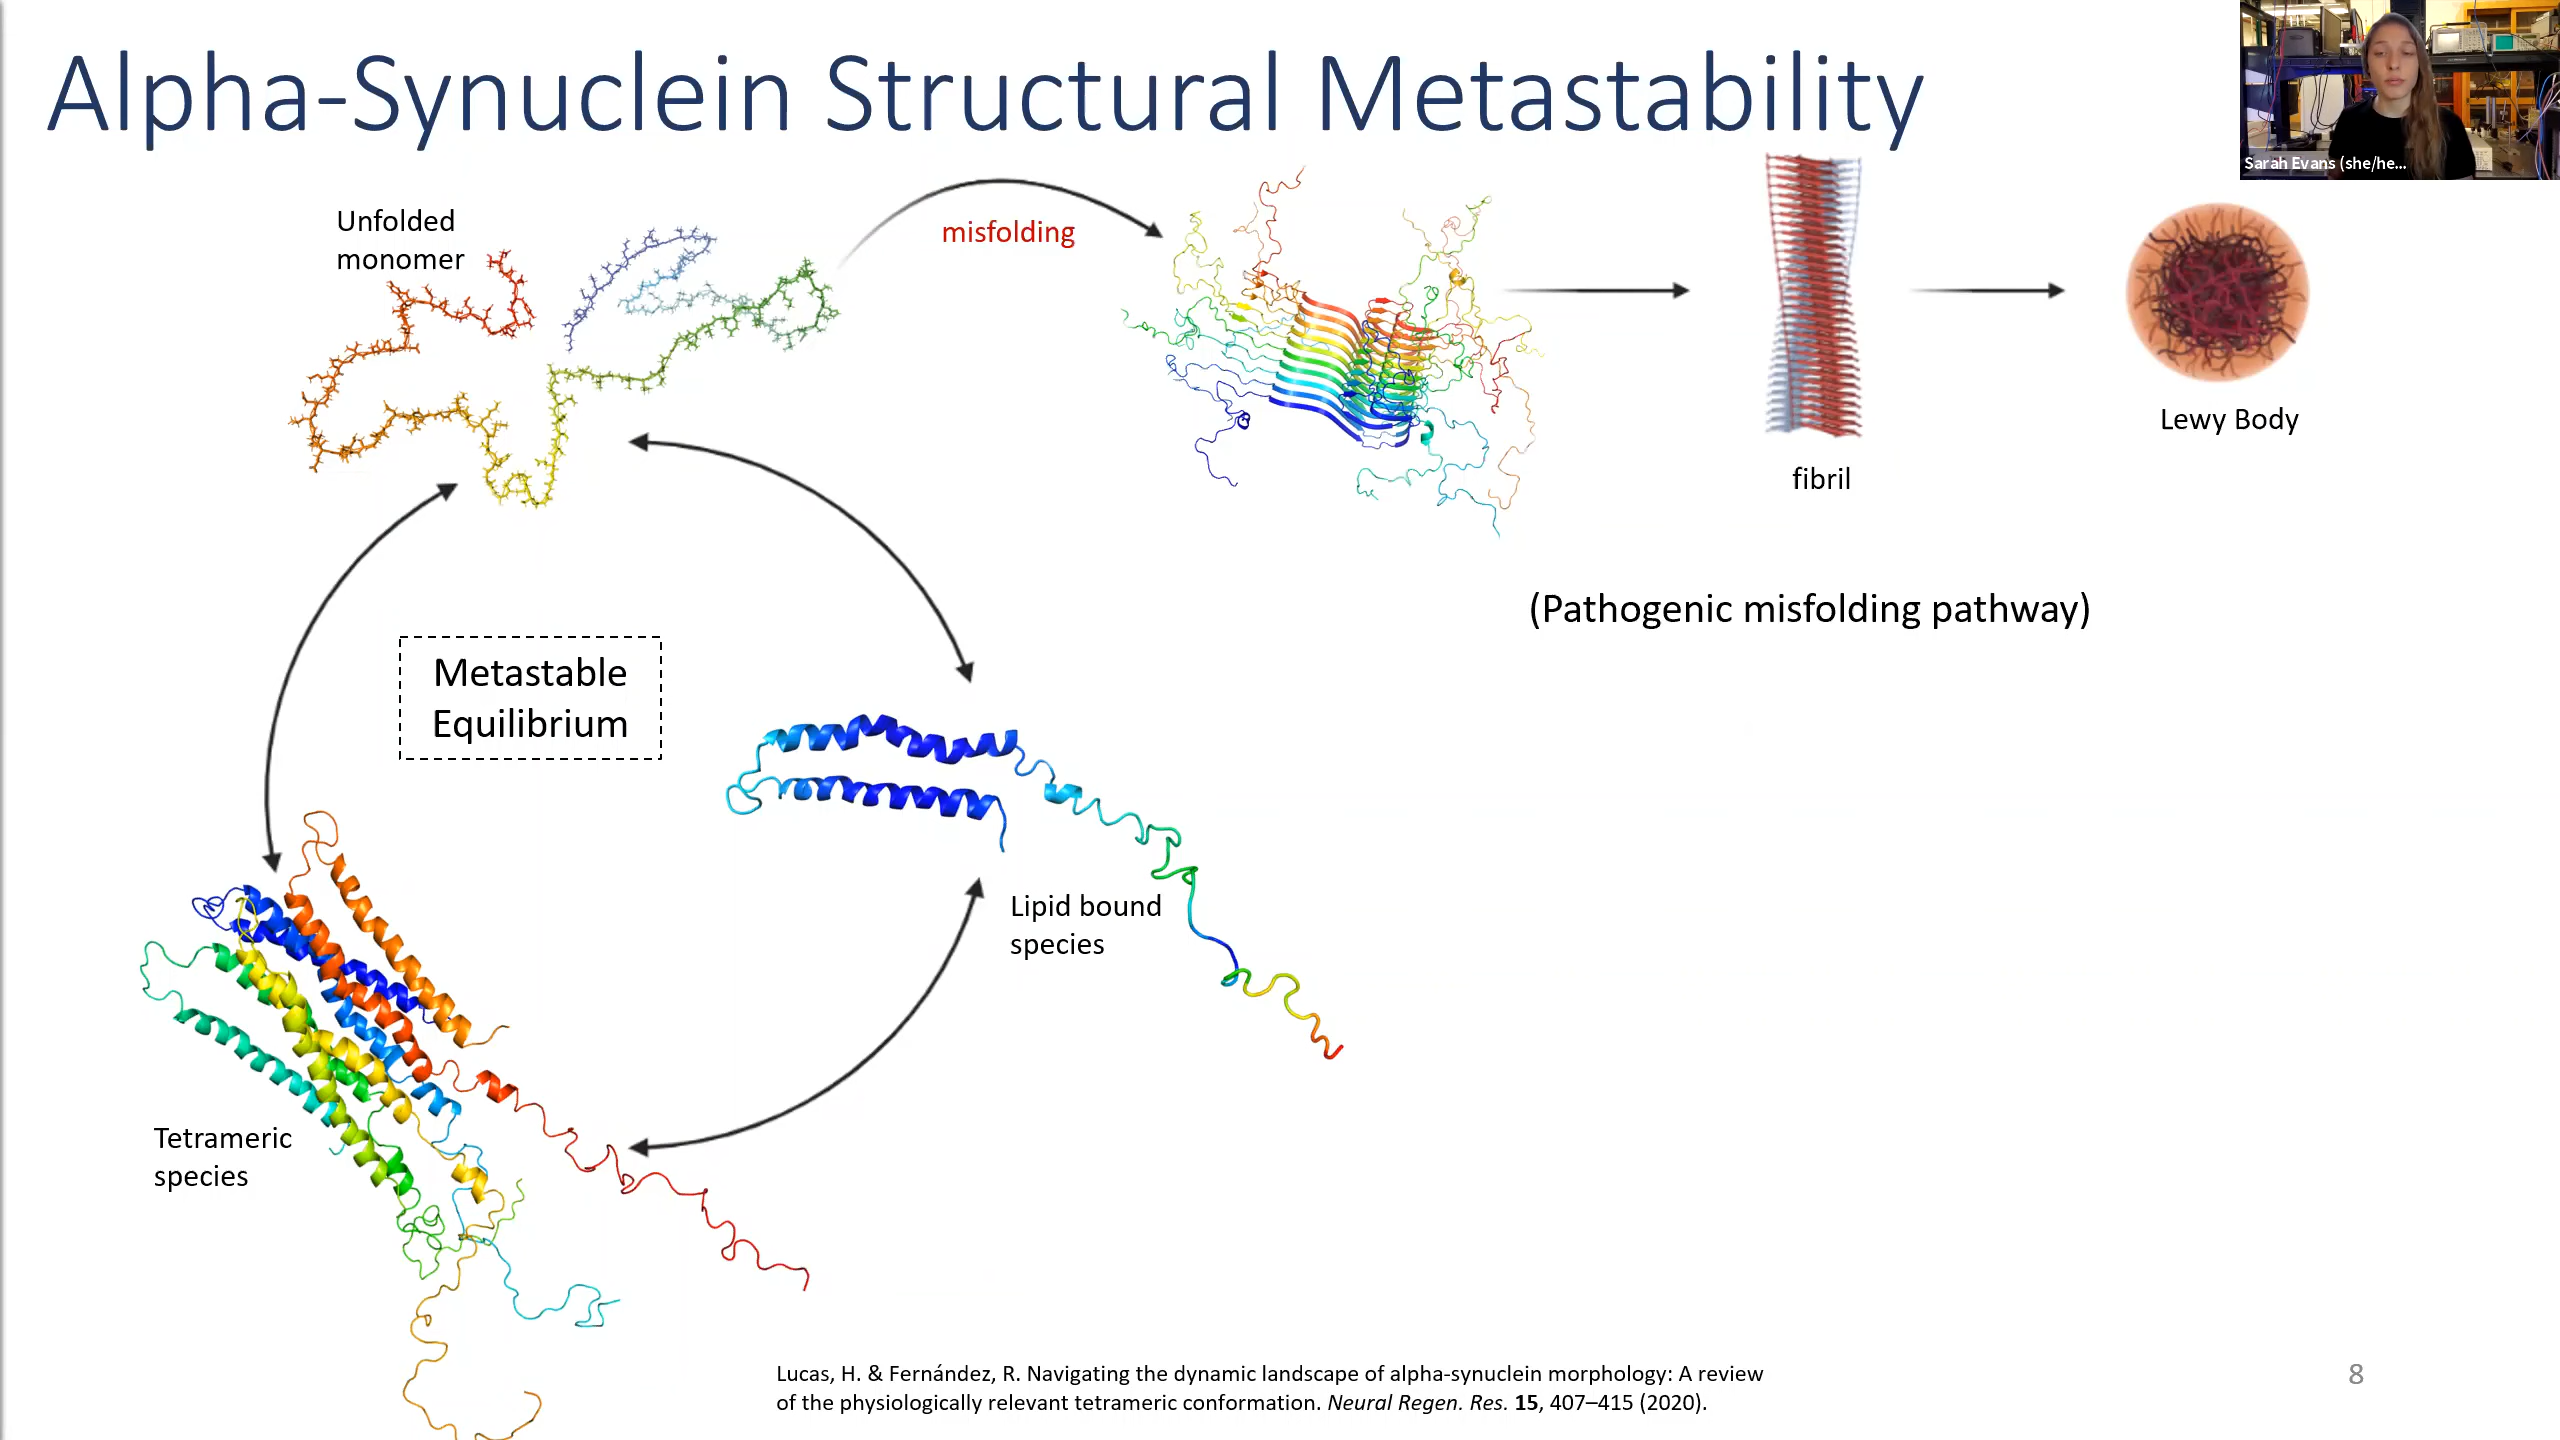 Alpha-Synuclein Structural Metastability
Sarah Evans (she/he...
Unfolded
monomer
misfolding
Lewy Body
fibril
(Pathogenic misfolding pathway)
Metastable
Equilibrium
Lipid bound
species
Tetrameric
species
Lucas, H. & Fernández, R. Navigating the dynamic landscape of alpha-synuclein morphology: A review
of the physiologically relevant tetrameric conformation. Neural Regen. Res. 15, 407–415 (2020).
8